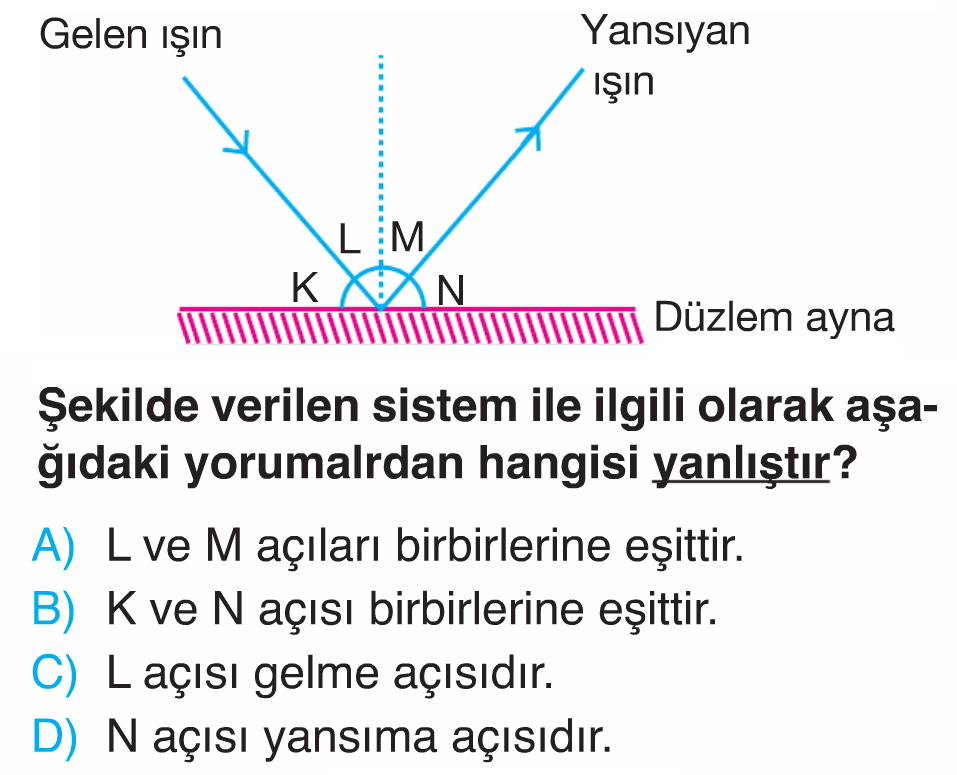 Gelen ışın
Yansıyan
ışın
L M
K N
Düzlem ayna
Şekilde verilen sistem ile ilgili olarak aşa-
ğıdaki yorumalrdan hangisi yanlıştır?
A) L ve M açıları birbirlerine eşittir.
B) K ve N açısı birbirlerine eşittir.
C) L açısı gelme açısıdır.
D) N açısı yansıma açısıdır.